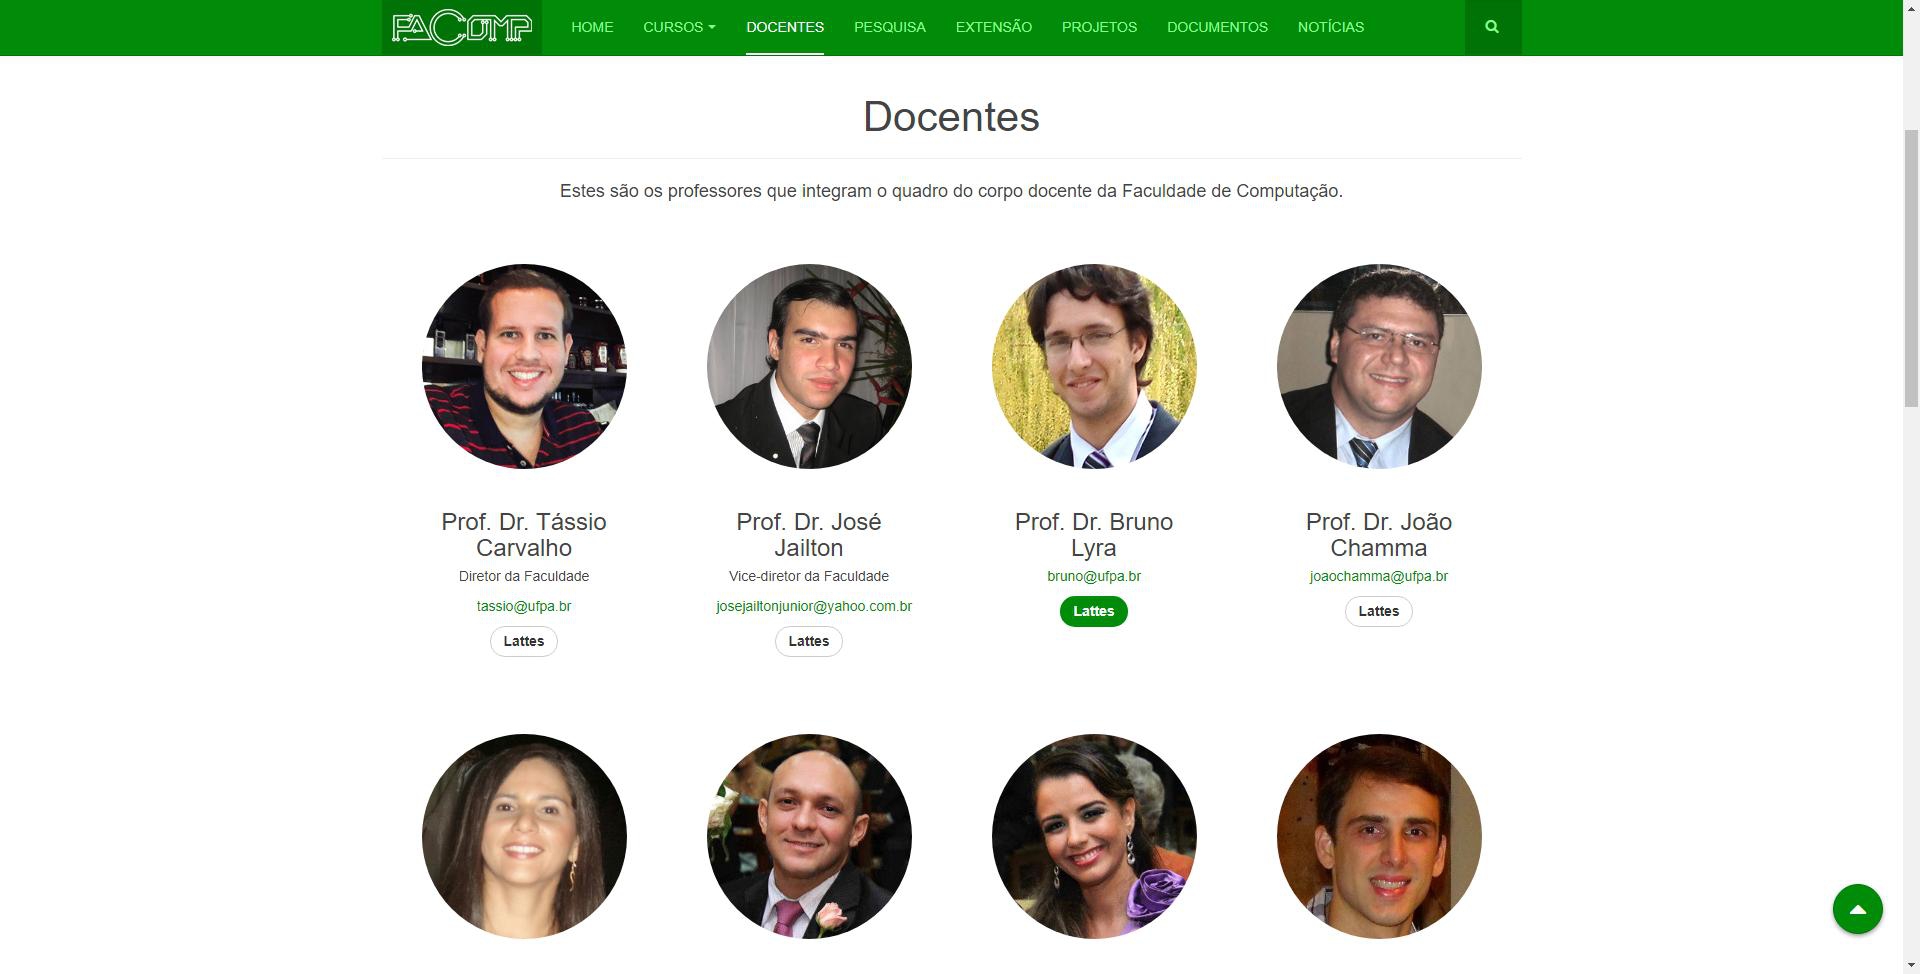 FACOMP HOME CURSOS DOCENTES PESQUISA EXTENSÃO PROJETOS DOCUMENTOS NOTÍCIAS
Docentes
Estes são os professores que integram o quadro do corpo docente da Faculdade de Computação.
Prof. Dr. Tássio
Carvalho
Diretor da Faculdade
tassio@ufpa.br
Lattes
Prof. Dr. José
Jailton
Vice-diretor da Faculdade
josejailtonjunior@yahoo.com.br
Lattes
Prof. Dr. Bruno
Lyra
bruno@ufpa.br
Lattes
Prof. Dr. João
Chamma
joaochamma@ufpa.br
Lattes